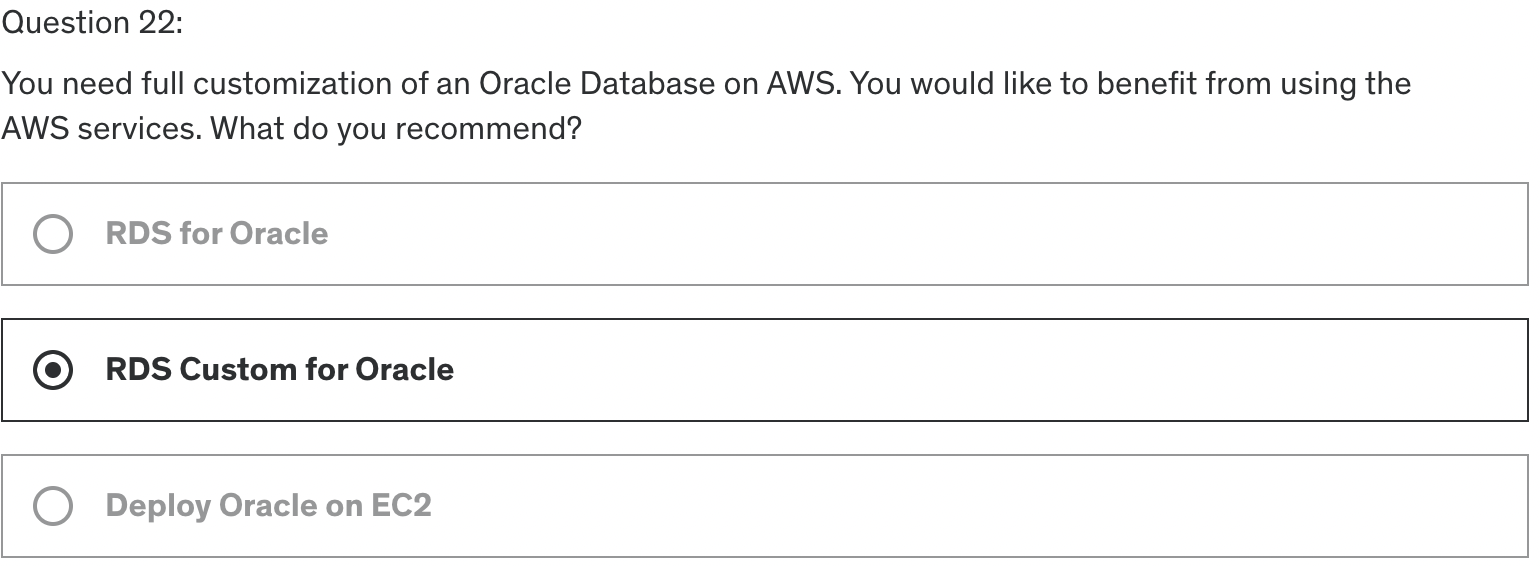 Question 22:
You need full customization of an Oracle Database on AWS. You would like to benefit from using the
AWS services. What do you recommend?
RDS for Oracle
RDS Custom for Oracle
Deploy Oracle on EC2